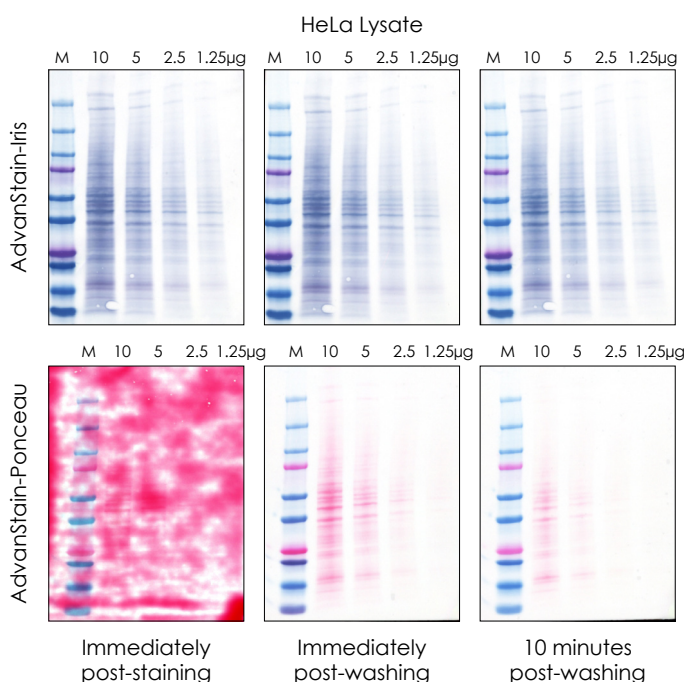 HeLa Lysate
M 10 5 2.5 1.25µg M 10 5 2.5 1.25µg M 10 5 2.5 1.25µg
AdvanStain-Iris
M 10 5 2.5 1.25µg M 10 5 2.5 1.25µg M 10 5 2.5 1.25µg
AdvanStain-Ponceau
Immediately
post-staining
Immediately
post-washing
10 minutes
post-washing